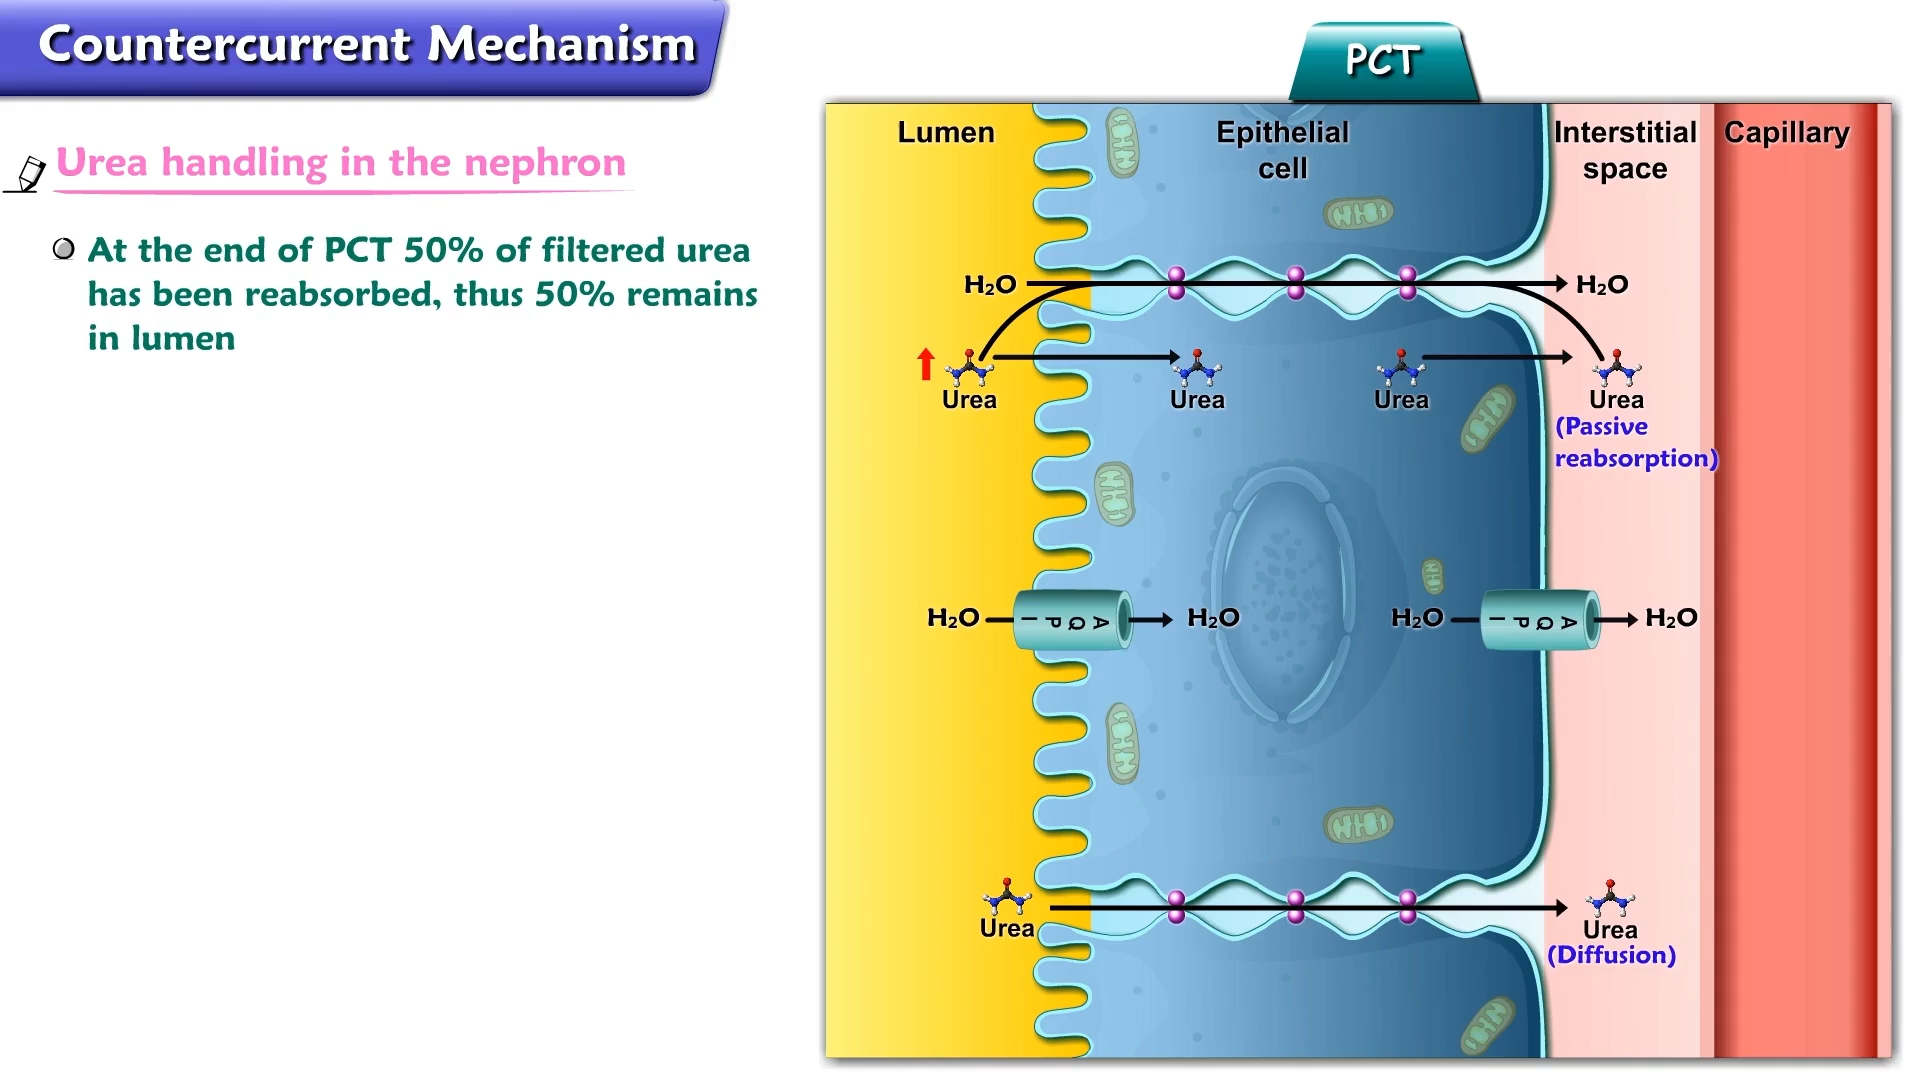 Countercurrent Mechanism
PCT
Urea handling in the nephron
At the end of PCT 50% of filtered urea
has been reabsorbed, thus 50% remains
in lumen
Lumen
Epithelial
cell
Interstitial
space
Capillary
H₂O
H₂O
Urea
Urea
Urea
Urea
(Passive
reabsorption)
H₂O
AQPI
H₂O
H₂O
AQPI
H₂O
Urea
Urea
(Diffusion)